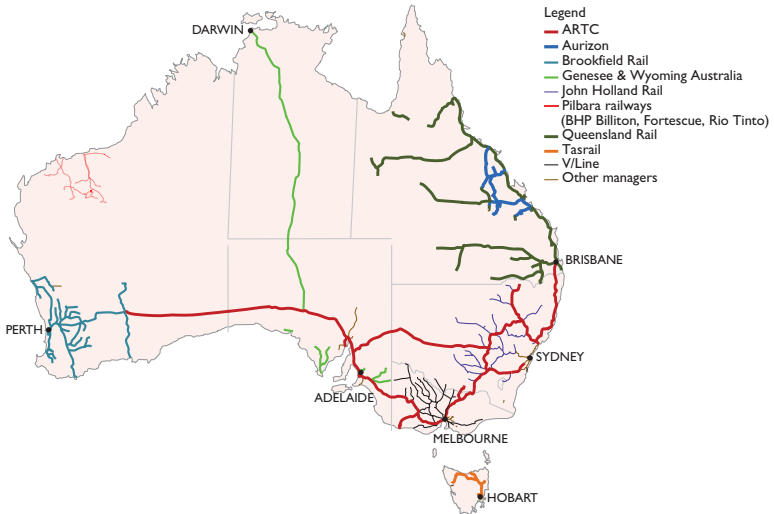 DARWIN
Legend
ARTC
Aurizon
Brookfield Rail
Genesee & Wyoming Australia
John Holland Rail
Pilbara railways
(BHP Billiton, Fortescue, Rio Tinto)
Queensland Rail
Tasrail
V/Line
Other managers
BRISBANE
PERTH
SYDNEY
ADELAIDE
MELBOURNE
HOBART